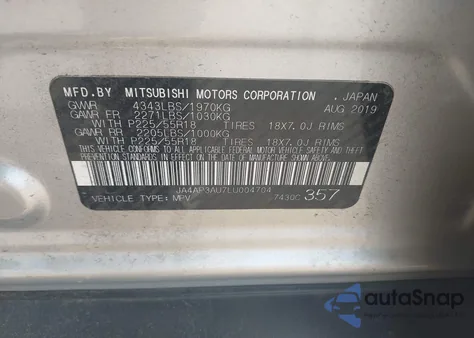 MFD.BY MITSUBISHI MOTORS CORPORATION , JAPAN
GVWR 4343LBS/1970KG AUG 2019
GAWR FR 2271LBS/1030KG
WITH P225/55R18 TIRES 18X7.0J RIMS
GAWR RR 2205LBS/1000KG
WITH P225/55R18 TIRES 18X7.0J RIMS
THIS VEHICLE CONFORMS TO ALL APPLICABLE FEDERAL MOTOR VEHICLE
SAFETY, BUMPER, AND THEFT PREVENTION STANDARDS IN EFFECT ON
THE DATE OF MANUFACTURE SHOWN ABOVE.
JA4AP3AU7LU004704
VEHICLE TYPE: MPV 7430C 357
autoSnap